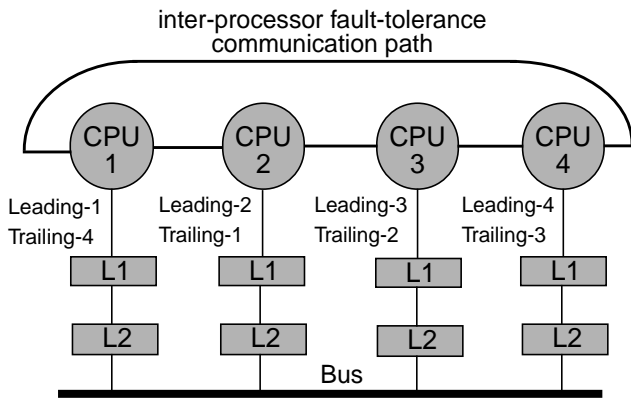 inter-processor fault-tolerance
communication path
CPU
1
CPU
2
CPU
3
CPU
4
Leading-1
Trailing-4
Leading-2
Trailing-1
Leading-3
Trailing-2
Leading-4
Trailing-3
L1
L1
L1
L1
L2
L2
L2
L2
Bus